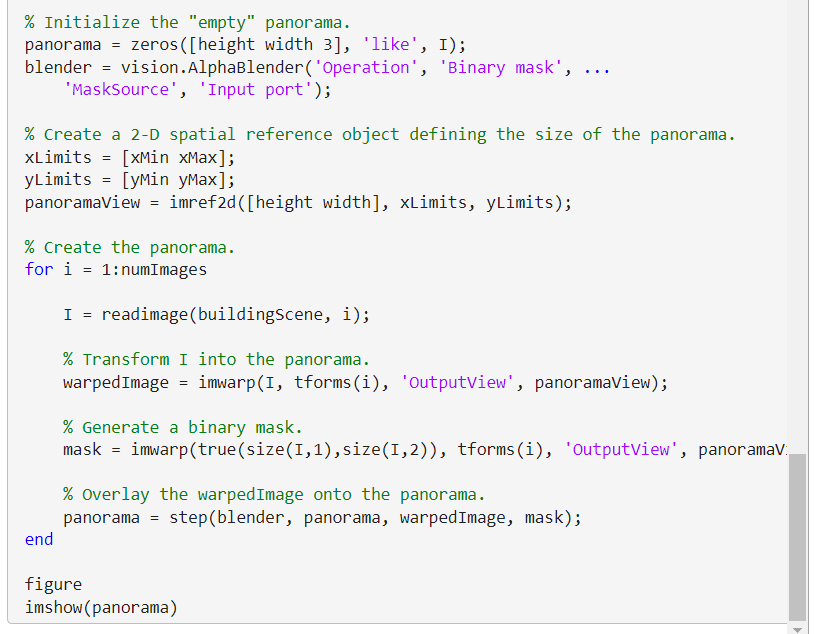 % Initialize the "empty" panorama.
panorama = zeros([height width 3], 'like', I);
blender = vision.AlphaBlender('Operation', 'Binary mask', ...
    'MaskSource', 'Input port');
% Create a 2-D spatial reference object defining the size of the panorama.
xLimits = [xMin xMax];
yLimits = [yMin yMax];
panoramaView = imref2d([height width], xLimits, yLimits);
% Create the panorama.
for i = 1:numImages
    I = readimage(buildingScene, i);
    % Transform I into the panorama.
    warpedImage = imwarp(I, tforms(i), 'OutputView', panoramaView);
    % Generate a binary mask.
    mask = imwarp(true(size(I,1),size(I,2)), tforms(i), 'OutputView', panoramaV
    % Overlay the warpedImage onto the panorama.
    panorama = step(blender, panorama, warpedImage, mask);
end
figure
imshow(panorama)